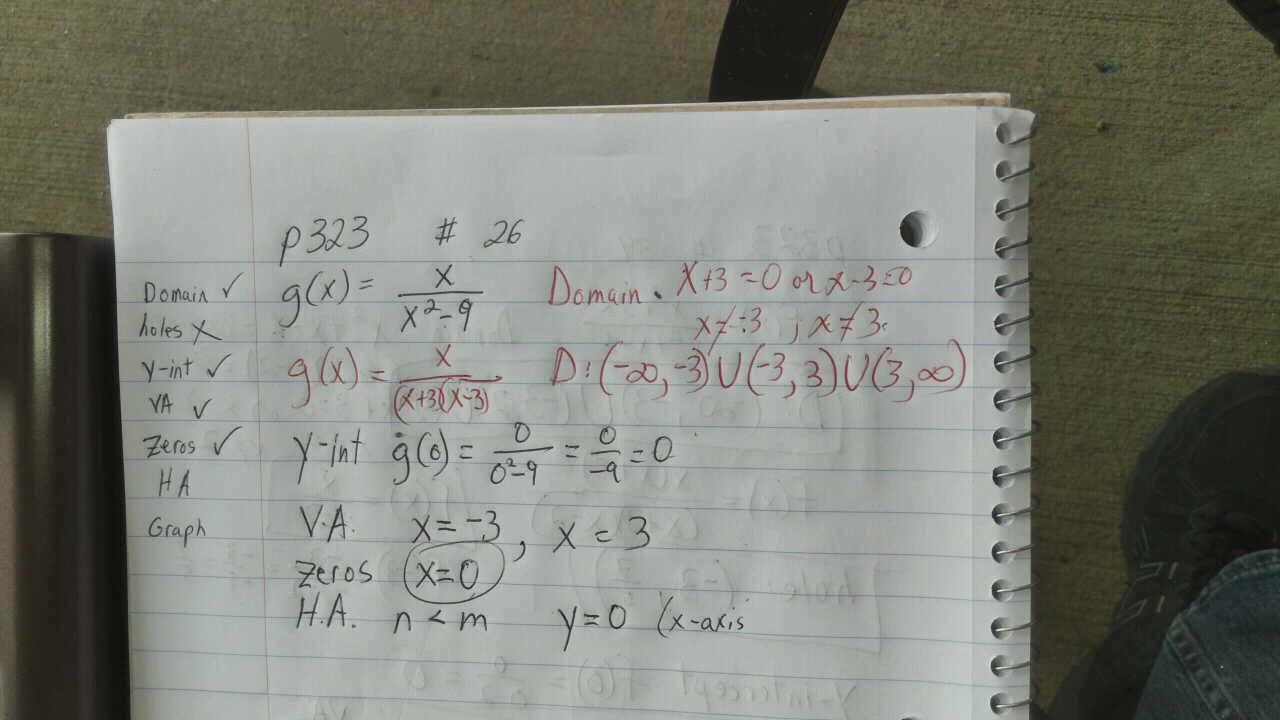 p323 # 26
Domain ✓
holes X
y-int ✓
VA ✓
Zeros ✓
HA
Graph
g(x) = x/(x²-9)
Domain. x+3=0 or x-3=0
x≠-3 ; x≠3
g(x) = x/((x+3)(x-3))
D: (-∞, -3) U (-3, 3) U (3, ∞)
y-int g(0) = 0/(0²-9) = 0/-9 = 0
V.A. x=-3, x = 3
zeros x=0
H.A. n < m y=0 (x-axis